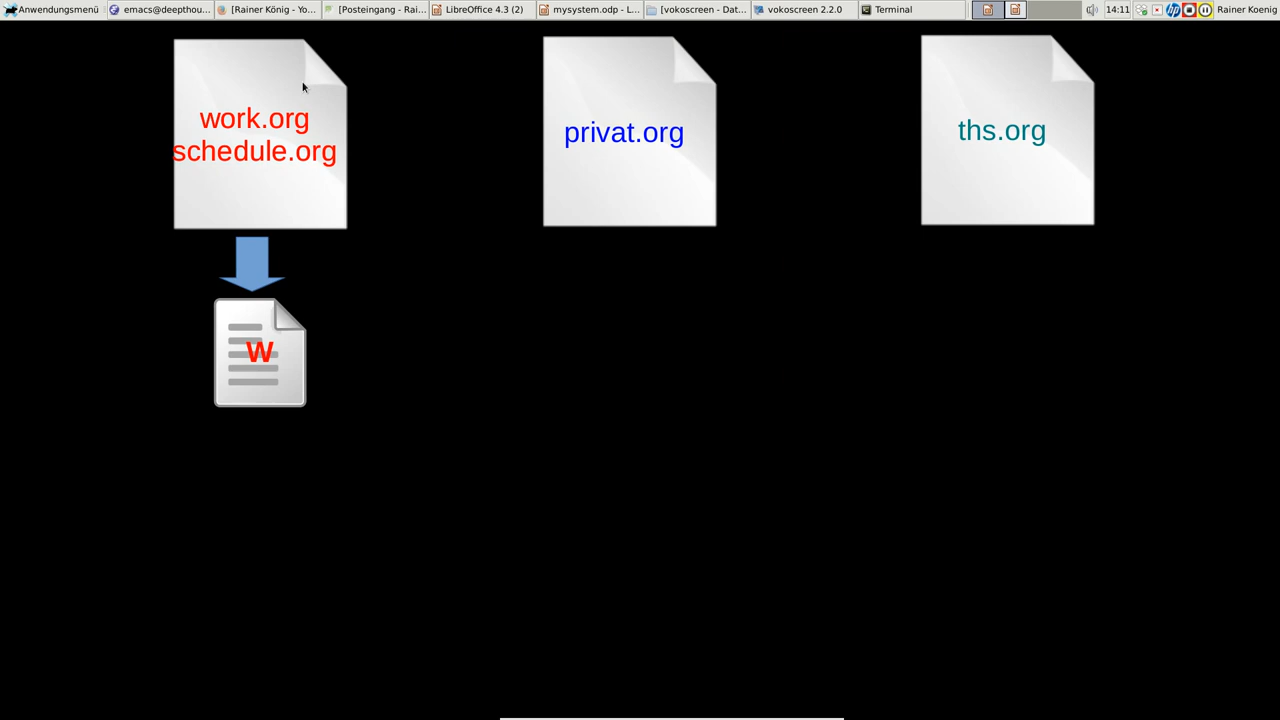 Anwendungsmenü
emacs@deepthou...
[Rainer König - Yo...
[Posteingang - Rai...
LibreOffice 4.3 (2)
mysystem.odp - L...
[vokoscreen - Dat...
vokoscreen 2.2.0
Terminal
14:11
Rainer Koenig
work.org
schedule.org
privat.org
ths.org
W